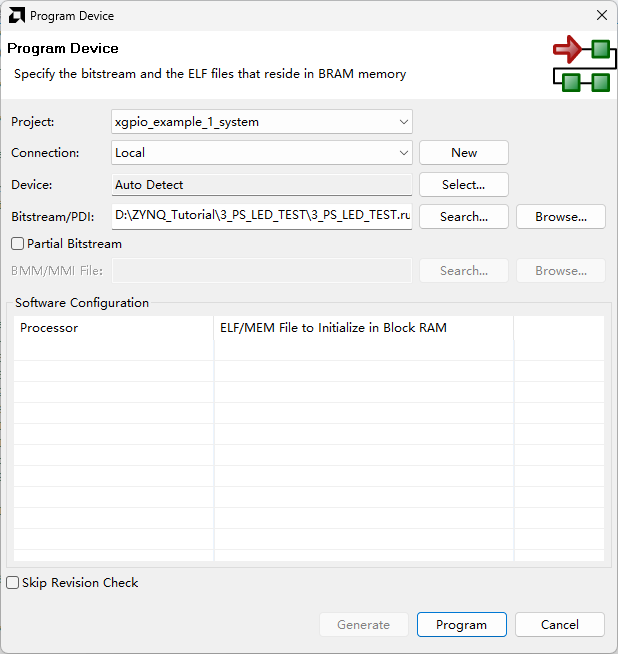 Program Device
Program Device
Specify the bitstream and the ELF files that reside in BRAM memory
Project: xgpio_example_1_system
Connection: Local New
Device: Auto Detect Select...
Bitstream/PDI: D:\ZYNQ_Tutorial\3_PS_LED_TEST\3_PS_LED_TEST.ru Search... Browse...
Partial Bitstream
BMM/MMI File: Search... Browse...
Software Configuration
Processor ELF/MEM File to Initialize in Block RAM
Skip Revision Check
Generate Program Cancel